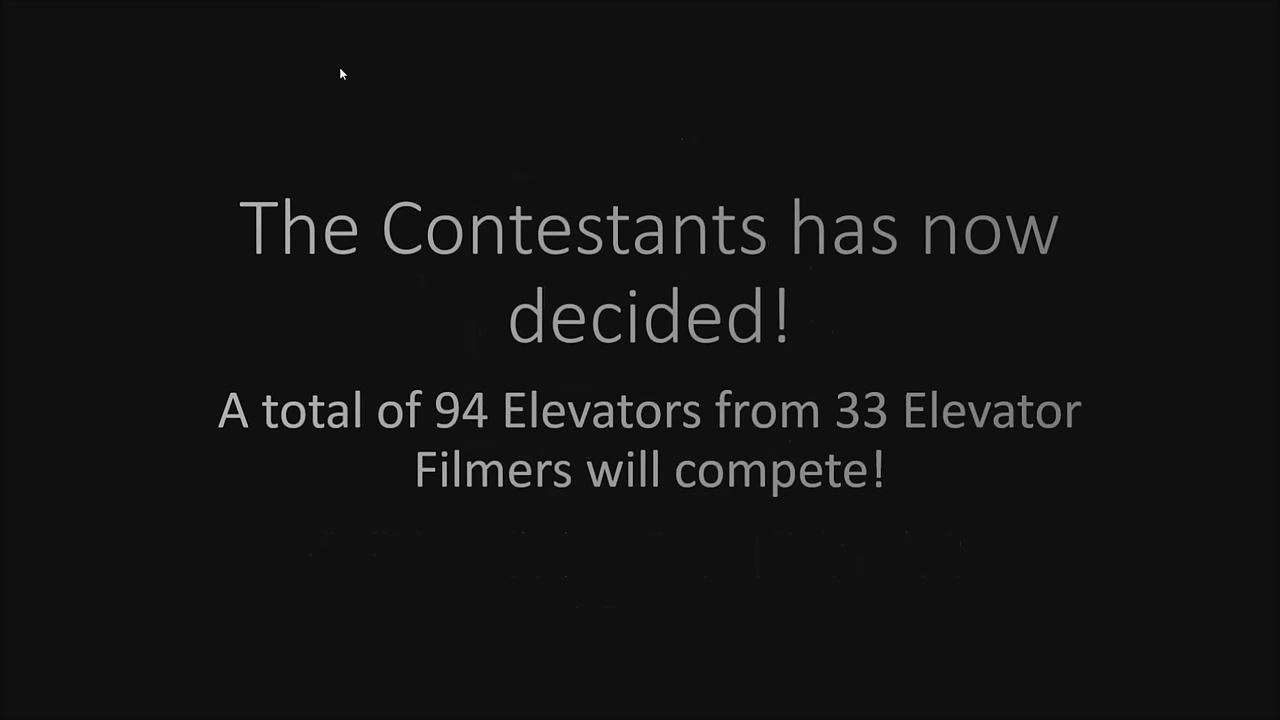 The Contestants has now
decided!
A total of 94 Elevators from 33 Elevator
Filmers will compete!